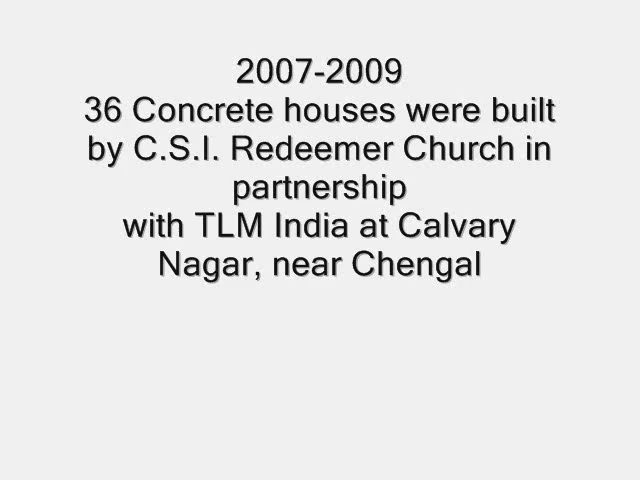 2007-2009
36 Concrete houses were built
by C.S.I. Redeemer Church in
partnership
with TLM India at Calvary
Nagar, near Chengal